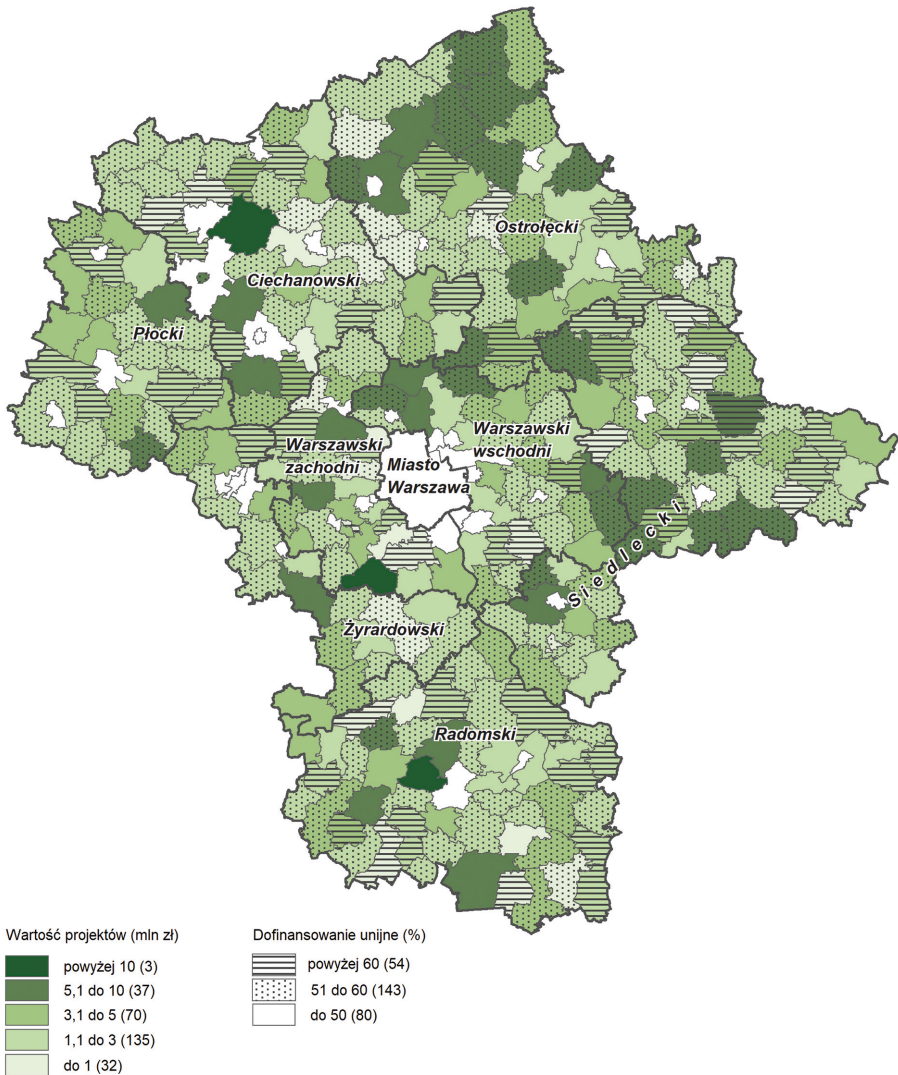 Ostrołęcki
Ciechanowski
Płocki
Warszawski
wschodni
Warszawski
zachodni
Miasto
Warszawa
Siedlecki
Żyrardowski
Radomski
Wartość projektów (mln zł)
powyżej 10 (3)
5,1 do 10 (37)
3,1 do 5 (70)
1,1 do 3 (135)
do 1 (32)
Dofinansowanie unijne (%)
powyżej 60 (54)
51 do 60 (143)
do 50 (80)